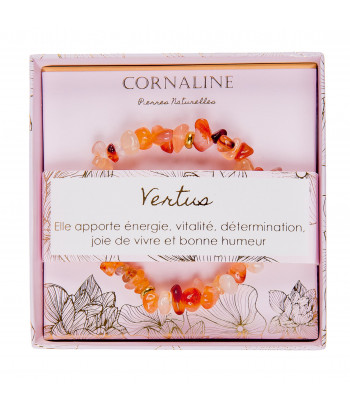 CORNALINE
Pierres Naturelles
Vertus
Elle apporte énergie, vitalité, détermination,
joie de vivre et bonne humeur